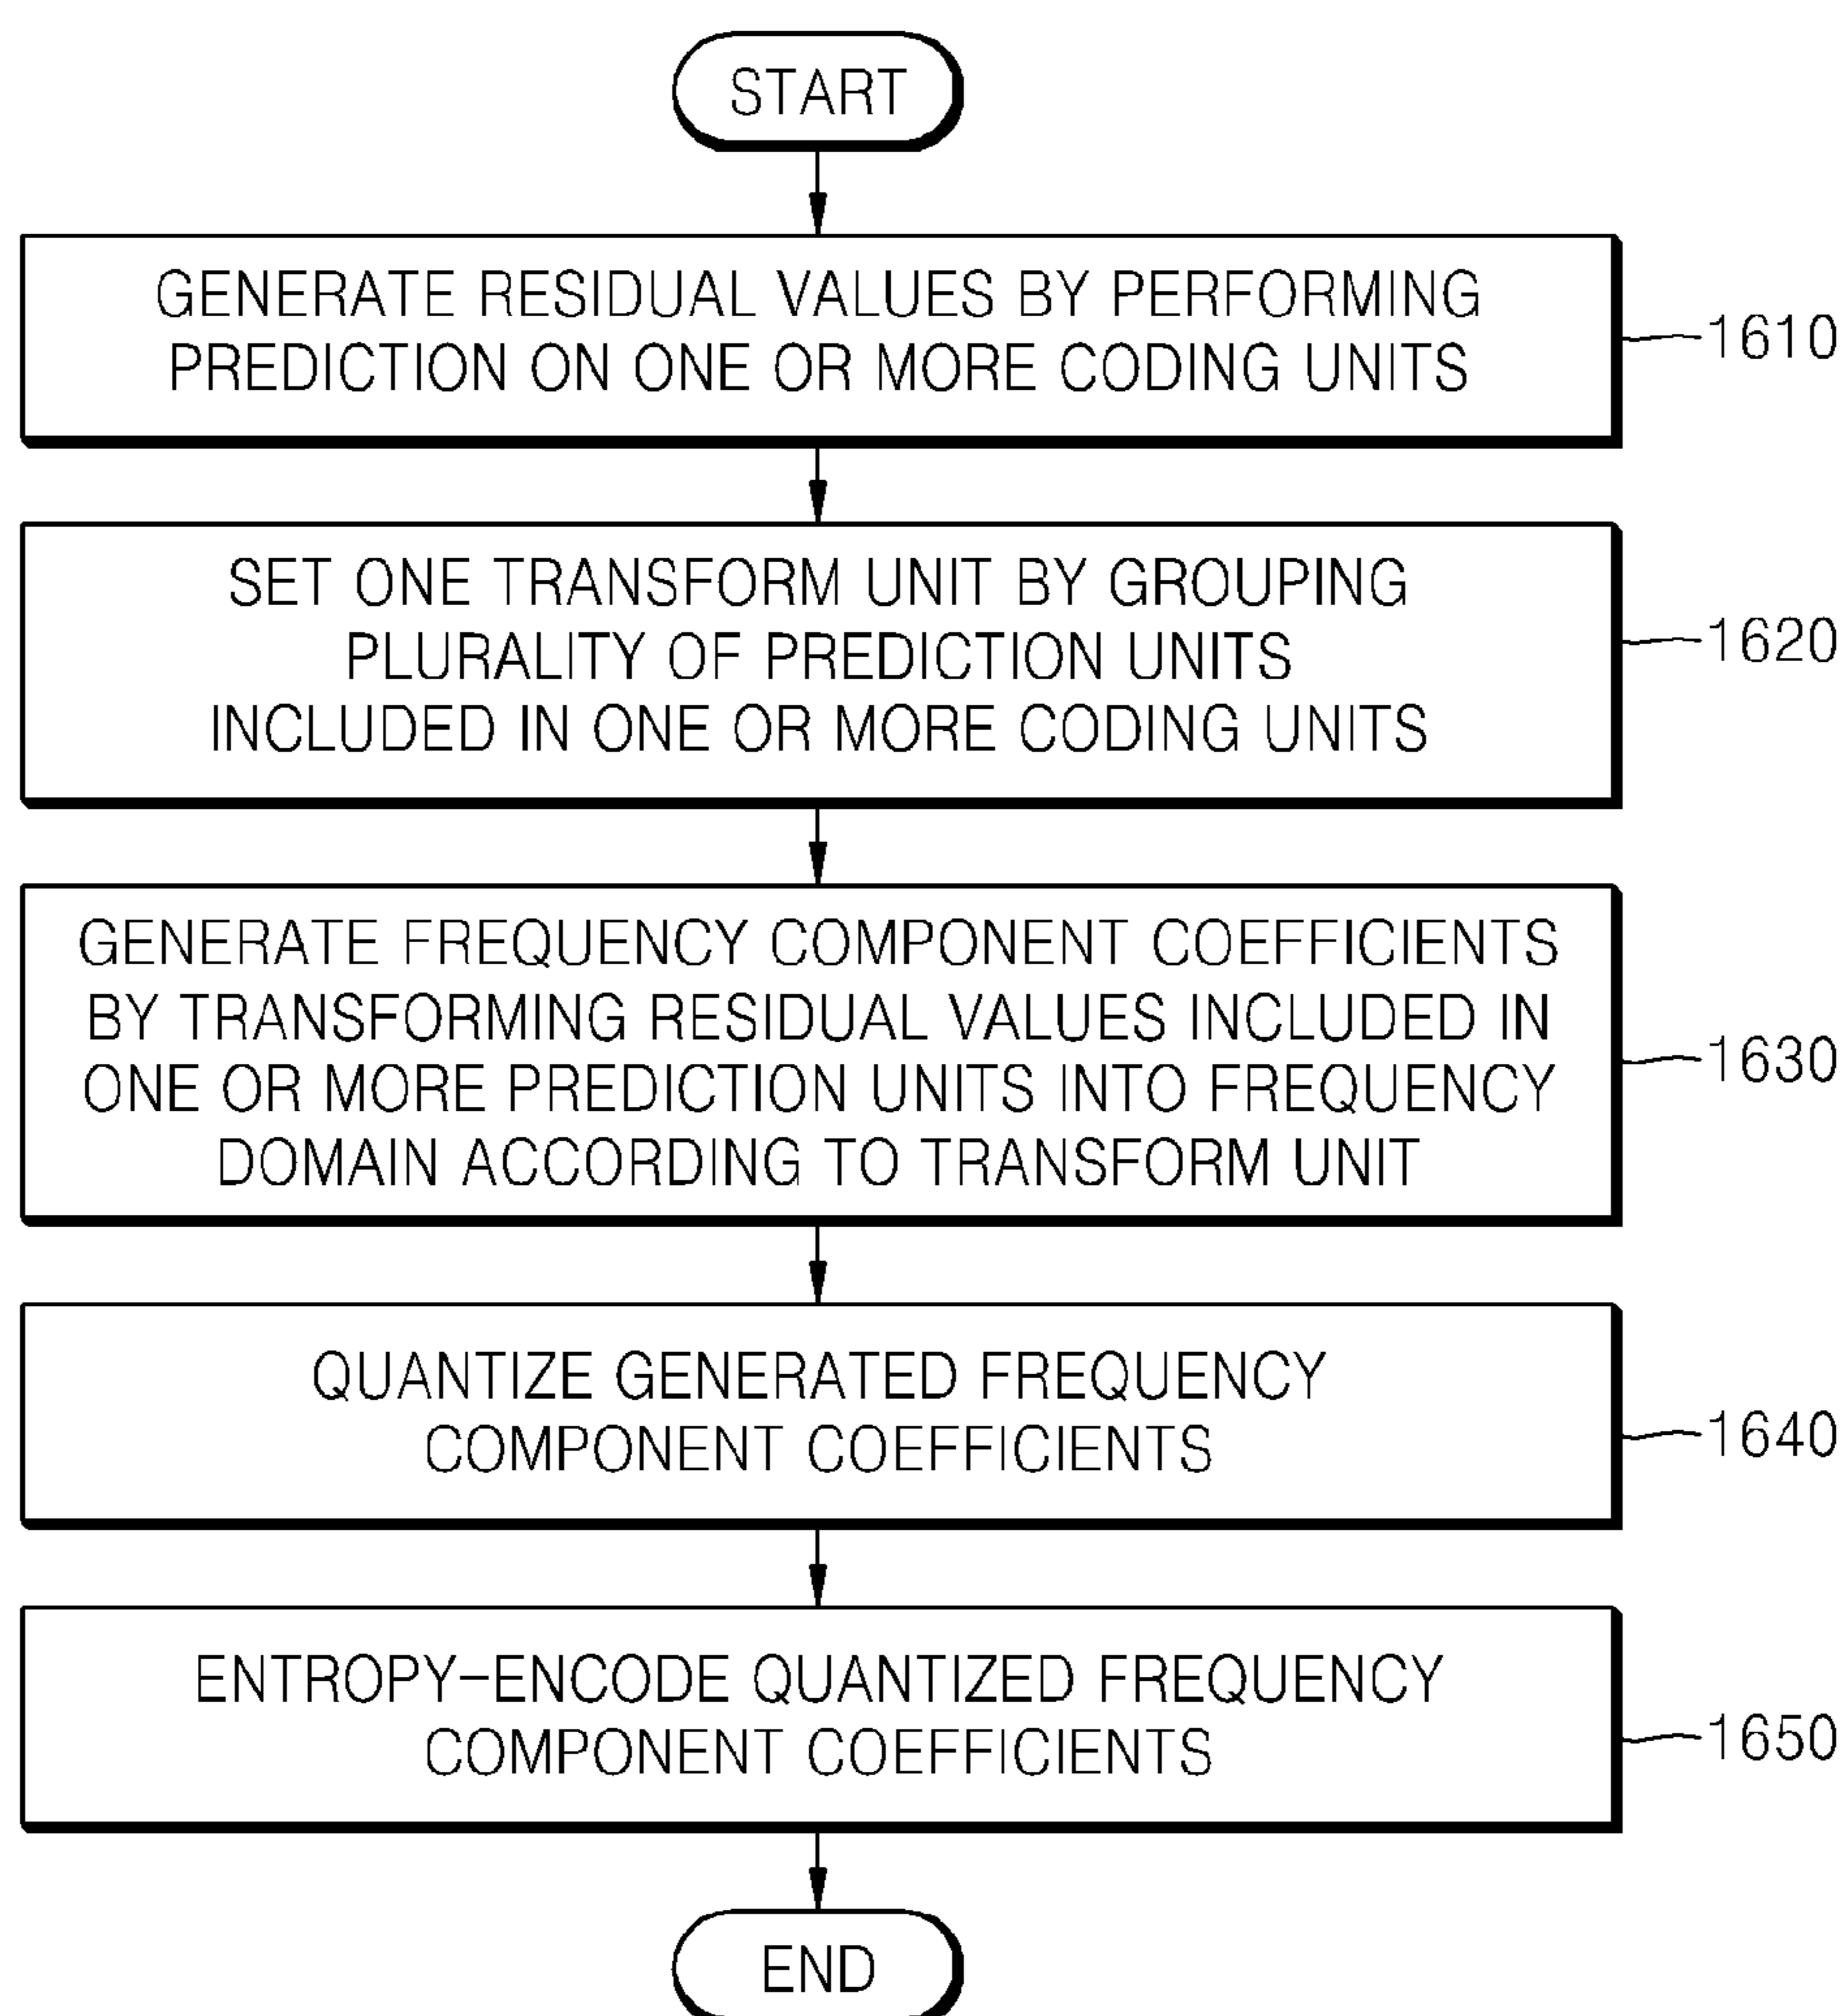 START
GENERATE RESIDUAL VALUES BY PERFORMING
PREDICTION ON ONE OR MORE CODING UNITS
1610
SET ONE TRANSFORM UNIT BY GROUPING
PLURALITY OF PREDICTION UNITS
INCLUDED IN ONE OR MORE CODING UNITS
1620
GENERATE FREQUENCY COMPONENT COEFFICIENTS
BY TRANSFORMING RESIDUAL VALUES INCLUDED IN
ONE OR MORE PREDICTION UNITS INTO FREQUENCY
DOMAIN ACCORDING TO TRANSFORM UNIT
1630
QUANTIZE GENERATED FREQUENCY
COMPONENT COEFFICIENTS
1640
ENTROPY-ENCODE QUANTIZED FREQUENCY
COMPONENT COEFFICIENTS
1650
END